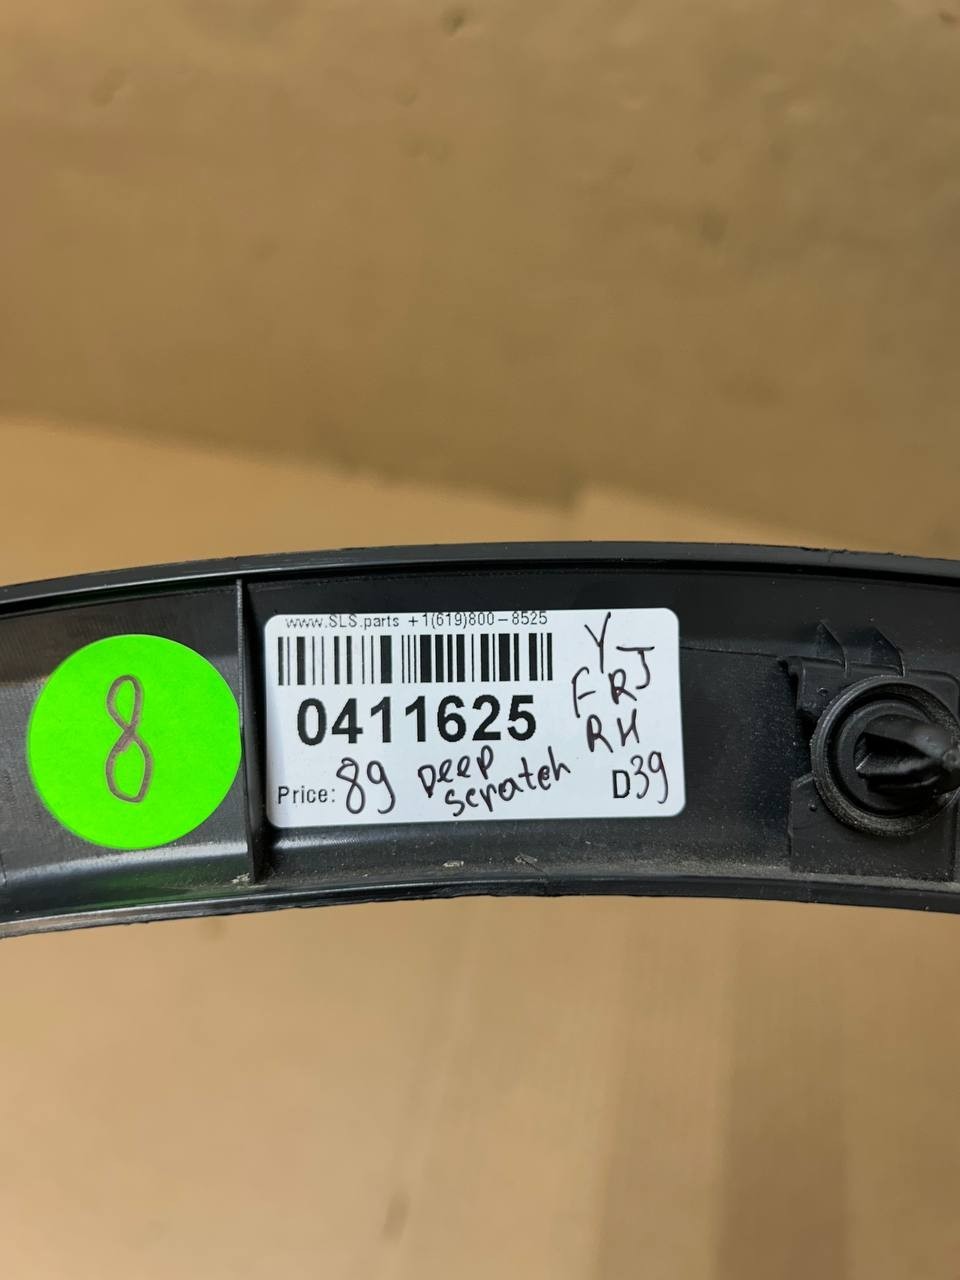 8
www.SLS.parts +1(619)800-8525
0411625
Price: 89
Deep
scratch
Y
FRJ
RH
D39